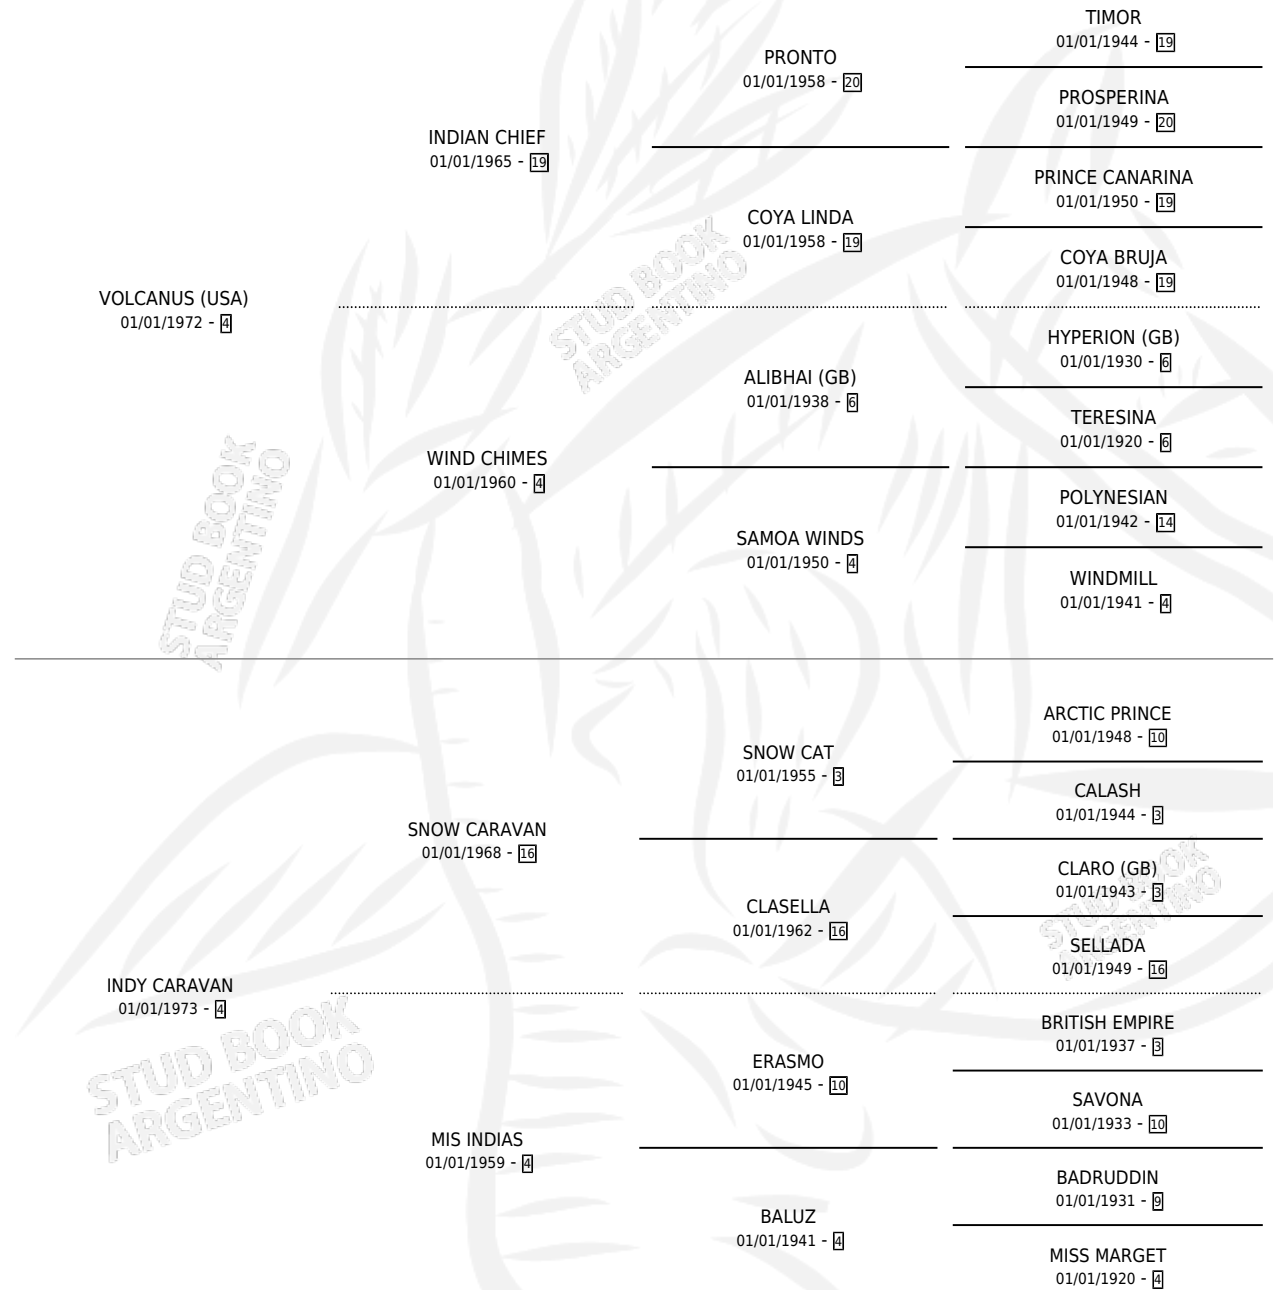 TIMOR
01/01/1944 - 19
PRONTO
01/01/1958 - 20
PROSPERINA
01/01/1949 - 20
INDIAN CHIEF
01/01/1965 - 19
PRINCE CANARINA
01/01/1950 - 19
COYA LINDA
01/01/1958 - 19
COYA BRUJA
01/01/1948 - 19
VOLCANUS (USA)
01/01/1972 - 4
HYPERION (GB)
01/01/1930 - 6
ALIBHAI (GB)
01/01/1938 - 6
TERESINA
01/01/1920 - 6
WIND CHIMES
01/01/1960 - 4
POLYNESIAN
01/01/1942 - 14
SAMOA WINDS
01/01/1950 - 4
WINDMILL
01/01/1941 - 4
STUD BOOK
ARGENTINO
STUD BOOK
ARGENTINO
ARCTIC PRINCE
01/01/1948 - 10
SNOW CAT
01/01/1955 - 3
CALASH
01/01/1944 - 3
SNOW CARAVAN
01/01/1968 - 16
CLARO (GB)
01/01/1943 - 3
CLASELLA
01/01/1962 - 16
SELLADA
01/01/1949 - 16
INDY CARAVAN
01/01/1973 - 4
BRITISH EMPIRE
01/01/1937 - 3
ERASMO
01/01/1945 - 10
SAVONA
01/01/1933 - 10
MIS INDIAS
01/01/1959 - 4
BADRUDDIN
01/01/1931 - 9
BALUZ
01/01/1941 - 4
MISS MARGET
01/01/1920 - 4
STUD BOOK
ARGENTINO
STUD BOOK
ARGENTINO